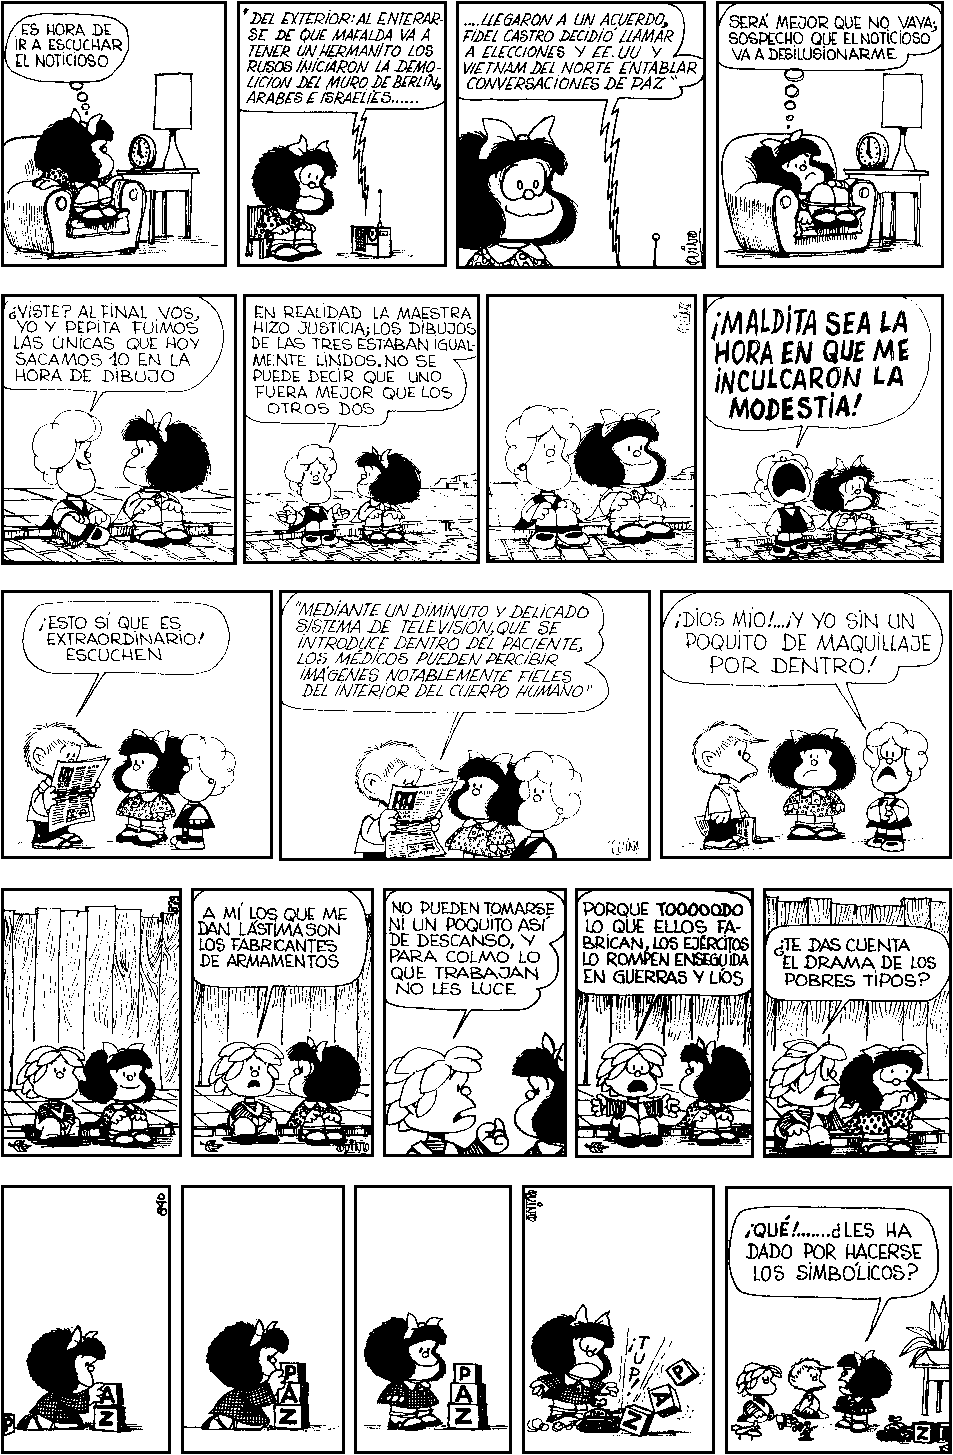 ES HORA DE
IR A ESCUCHAR
EL NOTICIOSO
"DEL EXTERIOR: AL ENTERAR-
SE DE QUE MAFALDA VA A
TENER UN HERMANITO LOS
RUSOS INICIARON LA DEMO-
LICION DEL MURO DE BERLIN,
ARABES E ISRAELIES......
....LLEGARON A UN ACUERDO,
FIDEL CASTRO DECIDIÓ LLAMAR
A ELECCIONES Y EE.UU Y
VIETNAM DEL NORTE ENTABLAR
CONVERSACIONES DE PAZ"
QUINO
SERÁ MEJOR QUE NO VAYA;
SOSPECHO QUE EL NOTICIOSO
VA A DESILUSIONARME
¿VISTE? AL FINAL VOS,
YO Y PEPITA FUIMOS
LAS ÚNICAS QUE HOY
SACAMOS 10 EN LA
HORA DE DIBUJO
EN REALIDAD LA MAESTRA
HIZO JUSTICIA; LOS DIBUJOS
DE LAS TRES ESTABAN IGUAL-
MENTE LINDOS. NO SE
PUEDE DECIR QUE UNO
FUERA MEJOR QUE LOS
OTROS DOS
QUINO
¡MALDITA SEA LA
HORA EN QUE ME
INCULCARON LA
MODESTIA!
¡ESTO SÍ QUE ES
EXTRAORDINARIO!
ESCUCHEN
"MEDIANTE UN DIMINUTO Y DELICADO
SISTEMA DE TELEVISIÓN, QUE SE
INTRODUCE DENTRO DEL PACIENTE,
LOS MÉDICOS PUEDEN PERCIBIR
IMÁGENES NOTABLEMENTE FIELES
DEL INTERIOR DEL CUERPO HUMANO"
QUINO
¡DIOS MIO!...¡Y YO SIN UN
POQUITO DE MAQUILLAJE
POR DENTRO!
A MÍ LOS QUE ME
DAN LÁSTIMA SON
LOS FABRICANTES
DE ARMAMENTOS
QUINO
NO PUEDEN TOMARSE
NI UN POQUITO ASÍ
DE DESCANSO, Y
PARA COLMO LO
QUE TRABAJAN
NO LES LUCE
PORQUE TOOOOODO
LO QUE ELLOS FA-
BRICAN, LOS EJÉRCITOS
LO ROMPEN ENSEGUIDA
EN GUERRAS Y LÍOS
¿TE DAS CUENTA
EL DRAMA DE LOS
POBRES TIPOS?
840
P
A
Z
P
A
Z
P
A
Z
QUINO
¡TUP!
P
A
Z
¡QUÉ!.......¿LES HA
DADO POR HACERSE
LOS SIMBÓLICOS?
Z